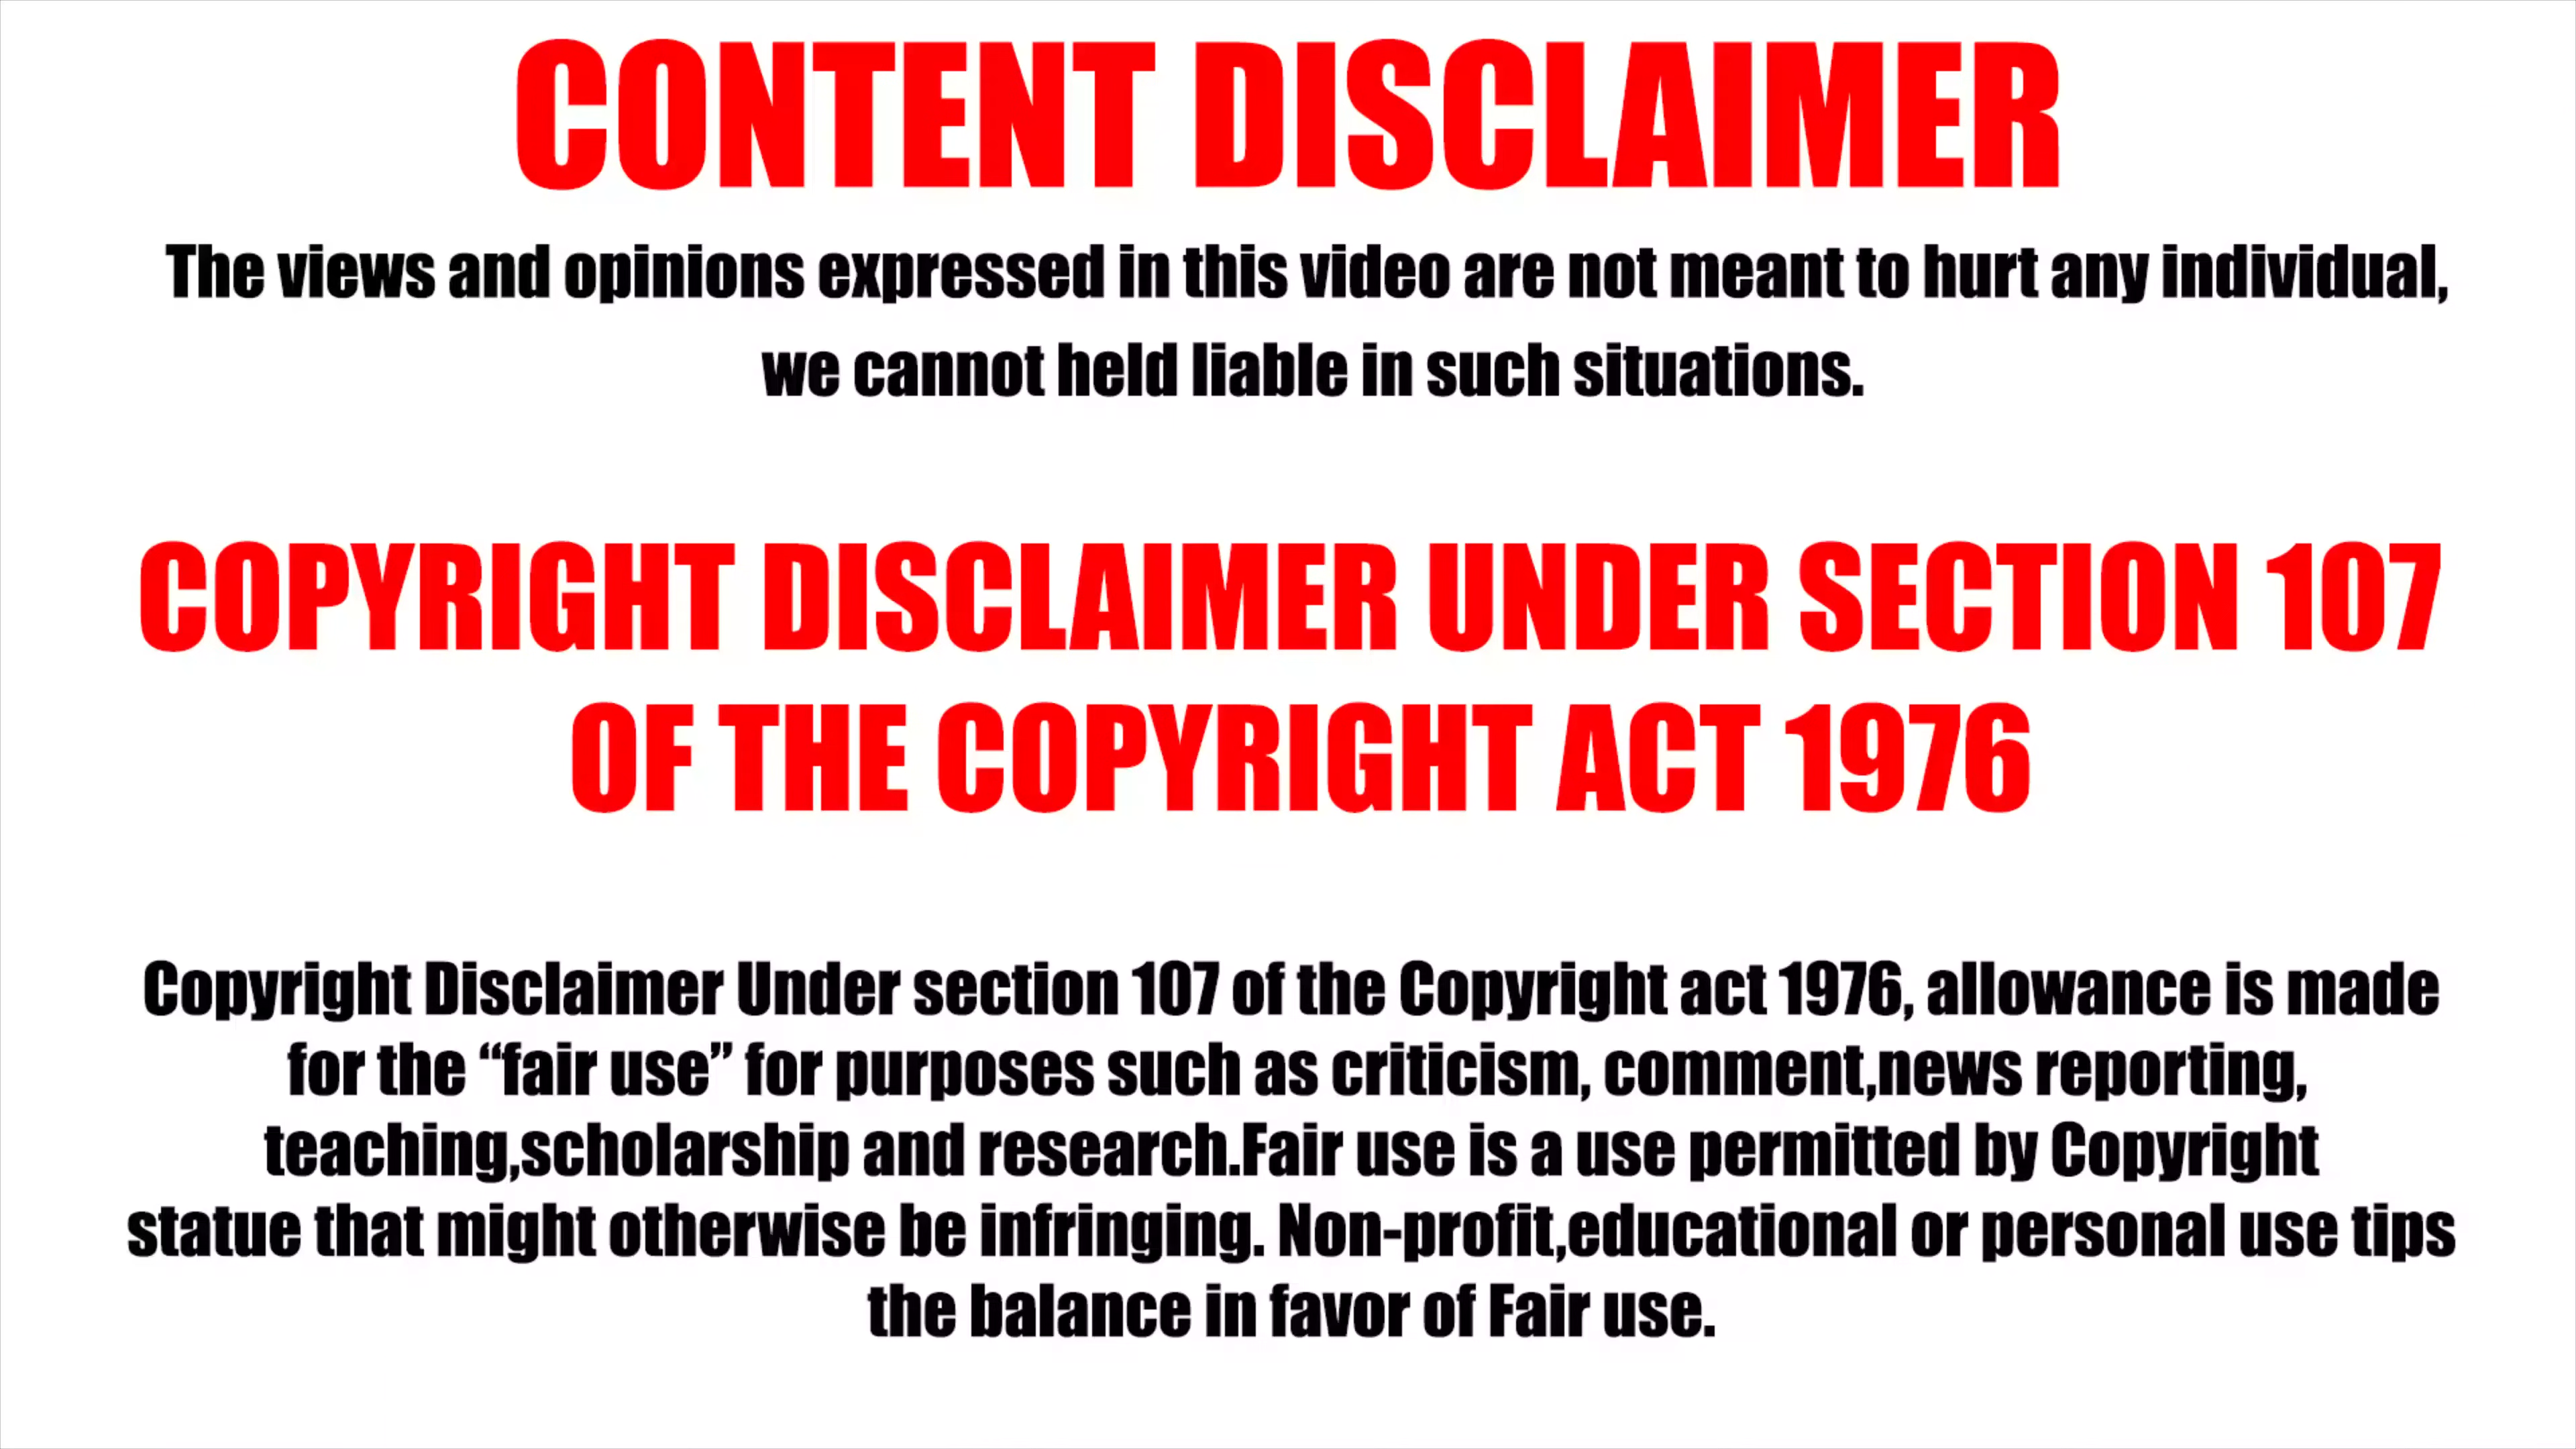 CONTENT DISCLAIMER
The views and opinions expressed in this video are not meant to hurt any individual,
we cannot held liable in such situations.
COPYRIGHT DISCLAIMER UNDER SECTION 107
OF THE COPYRIGHT ACT 1976
Copyright Disclaimer Under section 107 of the Copyright act 1976, allowance is made
for the “fair use” for purposes such as criticism, comment,news reporting,
teaching,scholarship and research.Fair use is a use permitted by Copyright
statue that might otherwise be infringing. Non-profit,educational or personal use tips
the balance in favor of Fair use.